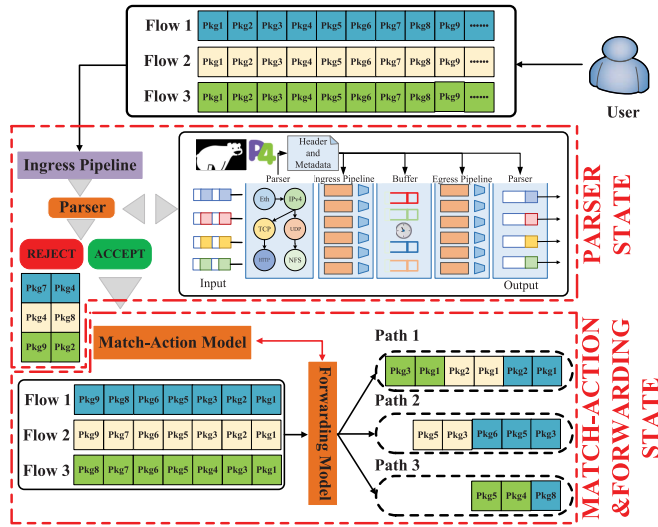 Flow 1 Pkg1 Pkg2 Pkg3 Pkg4 Pkg5 Pkg6 Pkg7 Pkg8 Pkg9 ......
Flow 2 Pkg1 Pkg2 Pkg3 Pkg4 Pkg5 Pkg6 Pkg7 Pkg8 Pkg9 ......
Flow 3 Pkg1 Pkg2 Pkg3 Pkg4 Pkg5 Pkg6 Pkg7 Pkg8 Pkg9 ......
User
Ingress Pipeline
Parser
REJECT ACCEPT
Pkg7 Pkg4
Pkg4 Pkg8
Pkg9 Pkg2
P4
Header
and
Metadata
Parser Ingress Pipeline Buffer Egress Pipeline Parser
Eth IPv4
TCP UDP
HTTP NFS
Input Output
PARSER
STATE
Match-Action Model
Flow 1 Pkg9 Pkg8 Pkg6 Pkg5 Pkg3 Pkg2 Pkg1
Flow 2 Pkg9 Pkg7 Pkg6 Pkg5 Pkg3 Pkg2 Pkg1
Flow 3 Pkg8 Pkg7 Pkg6 Pkg5 Pkg4 Pkg3 Pkg1
Forwarding Model
Path 1
Pkg3 Pkg1 Pkg2 Pkg1 Pkg2 Pkg1
Path 2
Pkg5 Pkg3 Pkg6 Pkg5 Pkg3
Path 3
Pkg5 Pkg4 Pkg8
MATCH-ACTION
&FORWARDING
STATE